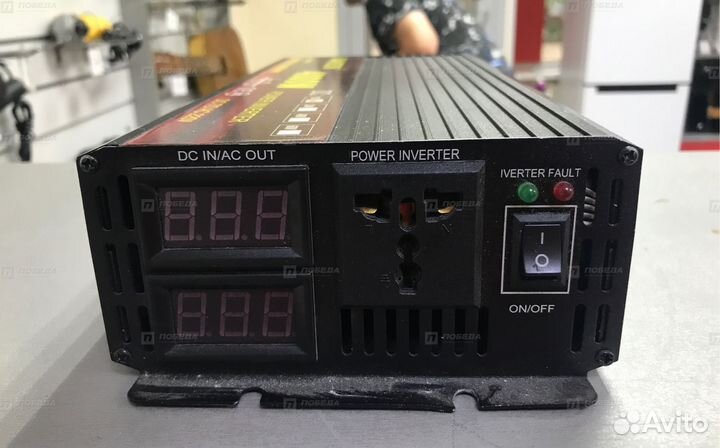 DC IN/AC OUT
POWER INVERTER
IVERTER FAULT
I
O
ON/OFF
ПОБЕДА
Avito